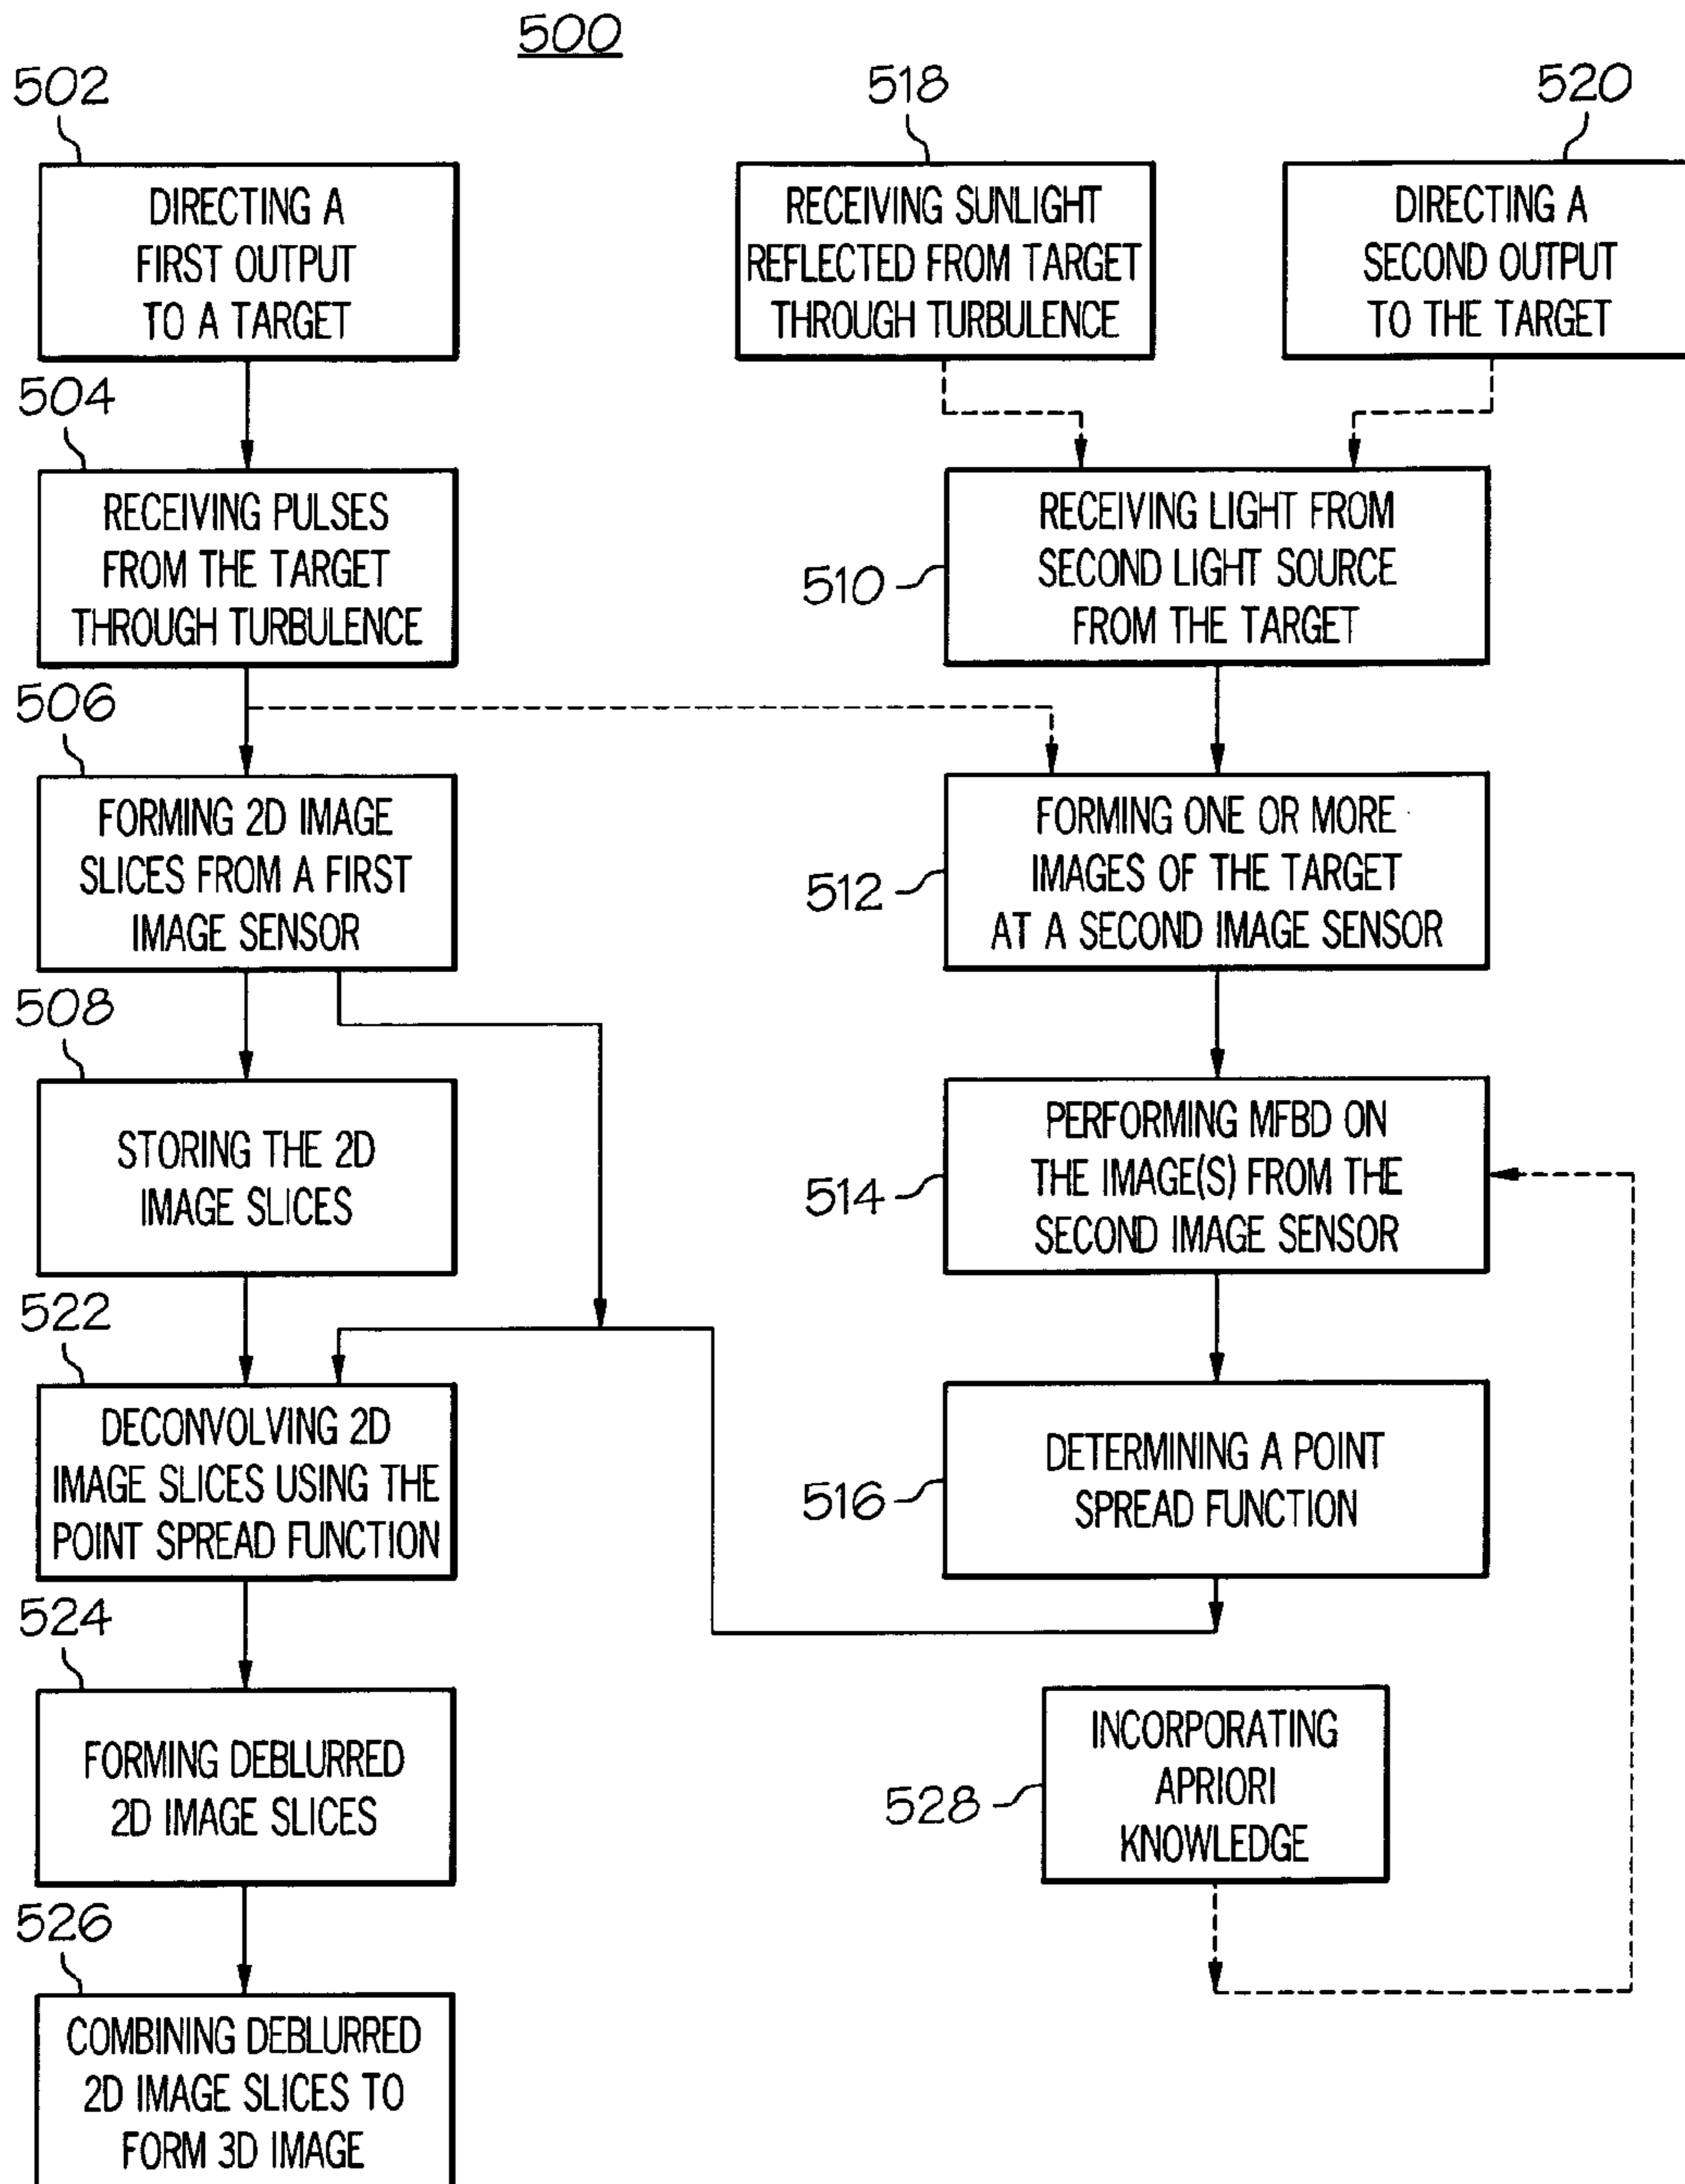 500
502
DIRECTING A
FIRST OUTPUT
TO A TARGET
518
RECEIVING SUNLIGHT
REFLECTED FROM TARGET
THROUGH TURBULENCE
520
DIRECTING A
SECOND OUTPUT
TO THE TARGET
504
RECEIVING PULSES
FROM THE TARGET
THROUGH TURBULENCE
510
RECEIVING LIGHT FROM
SECOND LIGHT SOURCE
FROM THE TARGET
506
FORMING 2D IMAGE
SLICES FROM A FIRST
IMAGE SENSOR
512
FORMING ONE OR MORE
IMAGES OF THE TARGET
AT A SECOND IMAGE SENSOR
508
STORING THE 2D
IMAGE SLICES
514
PERFORMING MFBD ON
THE IMAGE(S) FROM THE
SECOND IMAGE SENSOR
522
DECONVOLVING 2D
IMAGE SLICES USING THE
POINT SPREAD FUNCTION
516
DETERMINING A POINT
SPREAD FUNCTION
524
FORMING DEBLURRED
2D IMAGE SLICES
528
INCORPORATING
APRIORI
KNOWLEDGE
526
COMBINING DEBLURRED
2D IMAGE SLICES TO
FORM 3D IMAGE